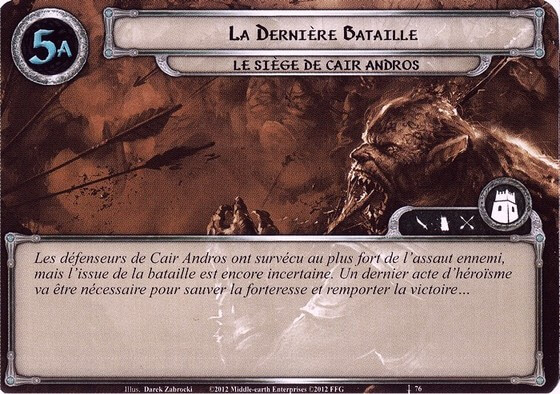 5A
LA DERNIÈRE BATAILLE
LE SIÈGE DE CAIR ANDROS
Les défenseurs de Cair Andros ont survécu au plus fort de l'assaut ennemi,
mais l'issue de la bataille est encore incertaine. Un dernier acte d'héroïsme
va être nécessaire pour sauver la forteresse et remporter la victoire...
Illus. Darek Zabrocki ©2012 Middle-earth Enterprises ©2012 FFG 76